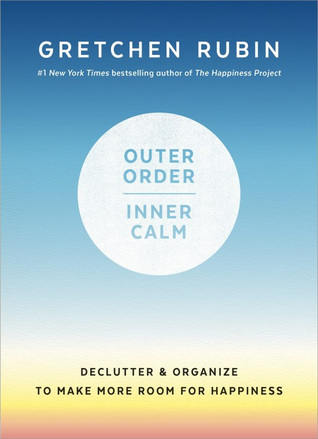 GRETCHEN RUBIN
#1 New York Times bestselling author of The Happiness Project
OUTER
ORDER
INNER
CALM
DECLUTTER & ORGANIZE
TO MAKE MORE ROOM FOR HAPPINESS